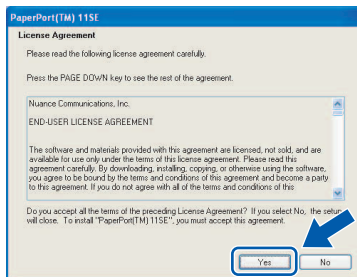 PaperPort(TM) 11SE
License Agreement
Please read the following license agreement carefully.
Press the PAGE DOWN key to see the rest of the agreement.
Nuance Communications, Inc.
END-USER LICENSE AGREEMENT
The software and materials provided with this agreement are licensed, not sold, and are
available for use only under the terms of this license agreement. Please read this
agreement carefully. By downloading, installing, copying, or otherwise using the software,
you agree to be bound by the terms and conditions of this agreement and become a party
to this agreement. If you do not agree with all of the terms and conditions of this
Do you accept all the terms of the preceding License Agreement? If you select No, the setup
will close. To install "PaperPort(TM) 11SE", you must accept this agreement.
Yes
No